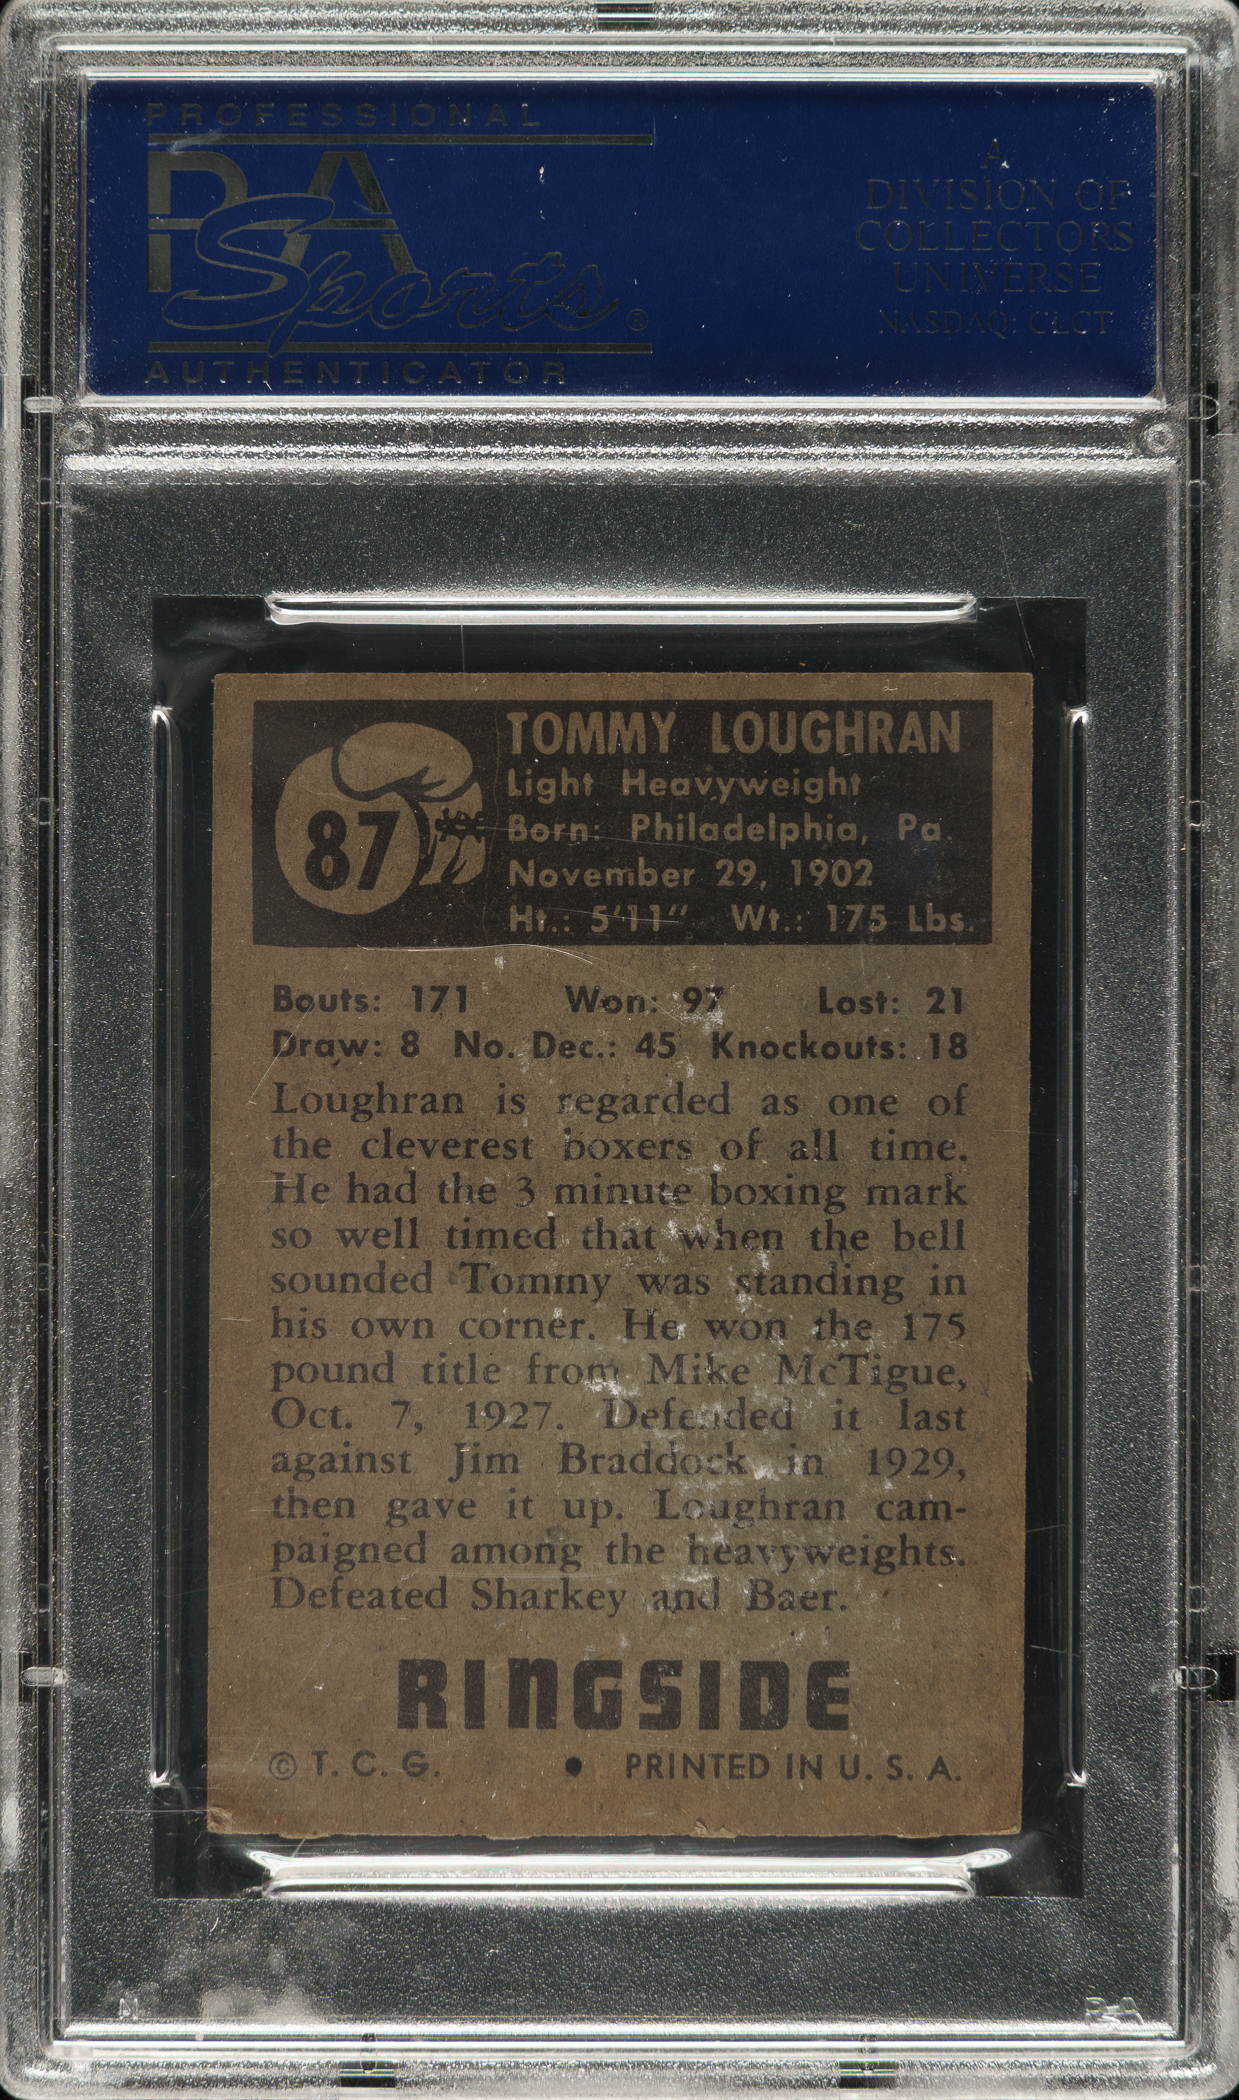 PROFESSIONAL
PSA
Sports®
AUTHENTICATOR
A
DIVISION OF
COLLECTORS
UNIVERSE
NASDAQ: CLCT
87
TOMMY LOUGHRAN
Light Heavyweight
Born: Philadelphia, Pa.
November 29, 1902
Ht.: 5'11" Wt.: 175 Lbs.
Bouts: 171 Won: 97 Lost: 21
Draw: 8 No. Dec.: 45 Knockouts: 18
Loughran is regarded as one of
the cleverest boxers of all time.
He had the 3 minute boxing mark
so well timed that when the bell
sounded Tommy was standing in
his own corner. He won the 175
pound title from Mike McTigue,
Oct. 7, 1927. Defended it last
against Jim Braddock in 1929,
then gave it up. Loughran cam-
paigned among the heavyweights.
Defeated Sharkey and Baer.
RINGSIDE
© T. C. G. • PRINTED IN U. S. A.
PSA